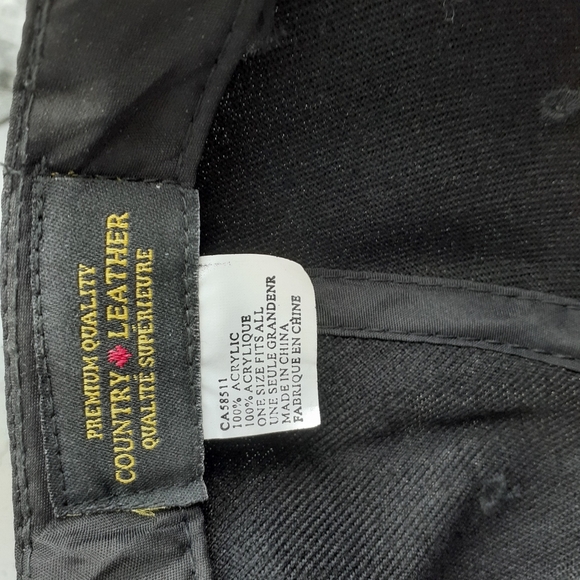 PREMIUM QUALITY
COUNTRY LEATHER
QUALITÉ SUPÉRIEURE
CA58511
100% ACRYLIC
100% ACRYLIQUE
ONE SIZE FITS ALL
UNE SEULE GRANDENR
MADE IN CHINA
FABRIQUE EN CHINE